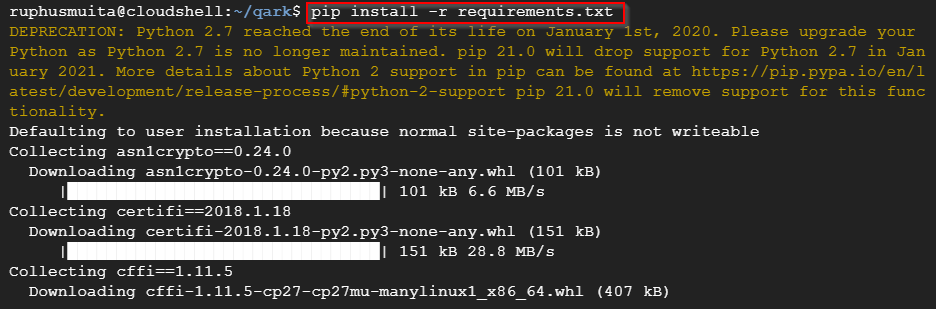 ruphusmuita@cloudshell:~/qark$ pip install -r requirements.txt
DEPRECATION: Python 2.7 reached the end of its life on January 1st, 2020. Please upgrade your
Python as Python 2.7 is no longer maintained. pip 21.0 will drop support for Python 2.7 in Jan
uary 2021. More details about Python 2 support in pip can be found at https://pip.pypa.io/en/l
atest/development/release-process/#python-2-support pip 21.0 will remove support for this func
tionality.
Defaulting to user installation because normal site-packages is not writeable
Collecting asn1crypto==0.24.0
  Downloading asn1crypto-0.24.0-py2.py3-none-any.whl (101 kB)
     |████████████████████████████████| 101 kB 6.6 MB/s
Collecting certifi==2018.1.18
  Downloading certifi-2018.1.18-py2.py3-none-any.whl (151 kB)
     |████████████████████████████████| 151 kB 28.8 MB/s
Collecting cffi==1.11.5
  Downloading cffi-1.11.5-cp27-cp27mu-manylinux1_x86_64.whl (407 kB)